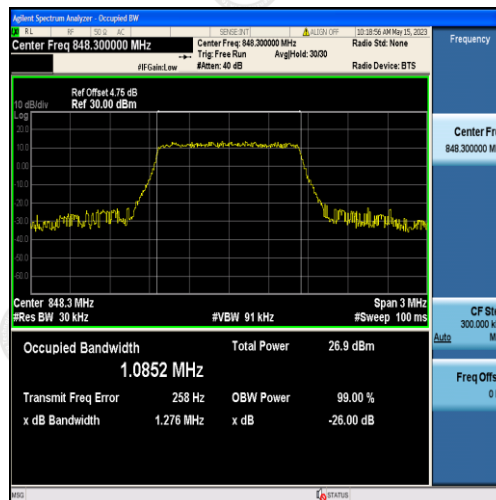 Agilent Spectrum Analyzer - Occupied BW
RL RF 50 Ω AC SENSE:INT ALIGN OFF 10:18:56 AM May 15, 2023
Center Freq 848.300000 MHz Center Freq: 848.300000 MHz Radio Std: None
Trig: Free Run Avg|Hold: 30/30
#IFGain:Low #Atten: 40 dB Radio Device: BTS
Ref Offset 4.75 dB
10 dB/div Ref 30.00 dBm
Log
20.0
10.0
0.00
-10.0
-20.0
-30.0
-40.0
-50.0
-60.0
Center 848.3 MHz Span 3 MHz
#Res BW 30 kHz #VBW 91 kHz #Sweep 100 ms
Occupied Bandwidth Total Power 26.9 dBm
1.0852 MHz
Transmit Freq Error 258 Hz OBW Power 99.00 %
x dB Bandwidth 1.276 MHz x dB -26.00 dB
MSG STATUS
Frequency
Center Fr
848.300000 M
CF Ste
300.000 k
Auto M
Freq Offs
0